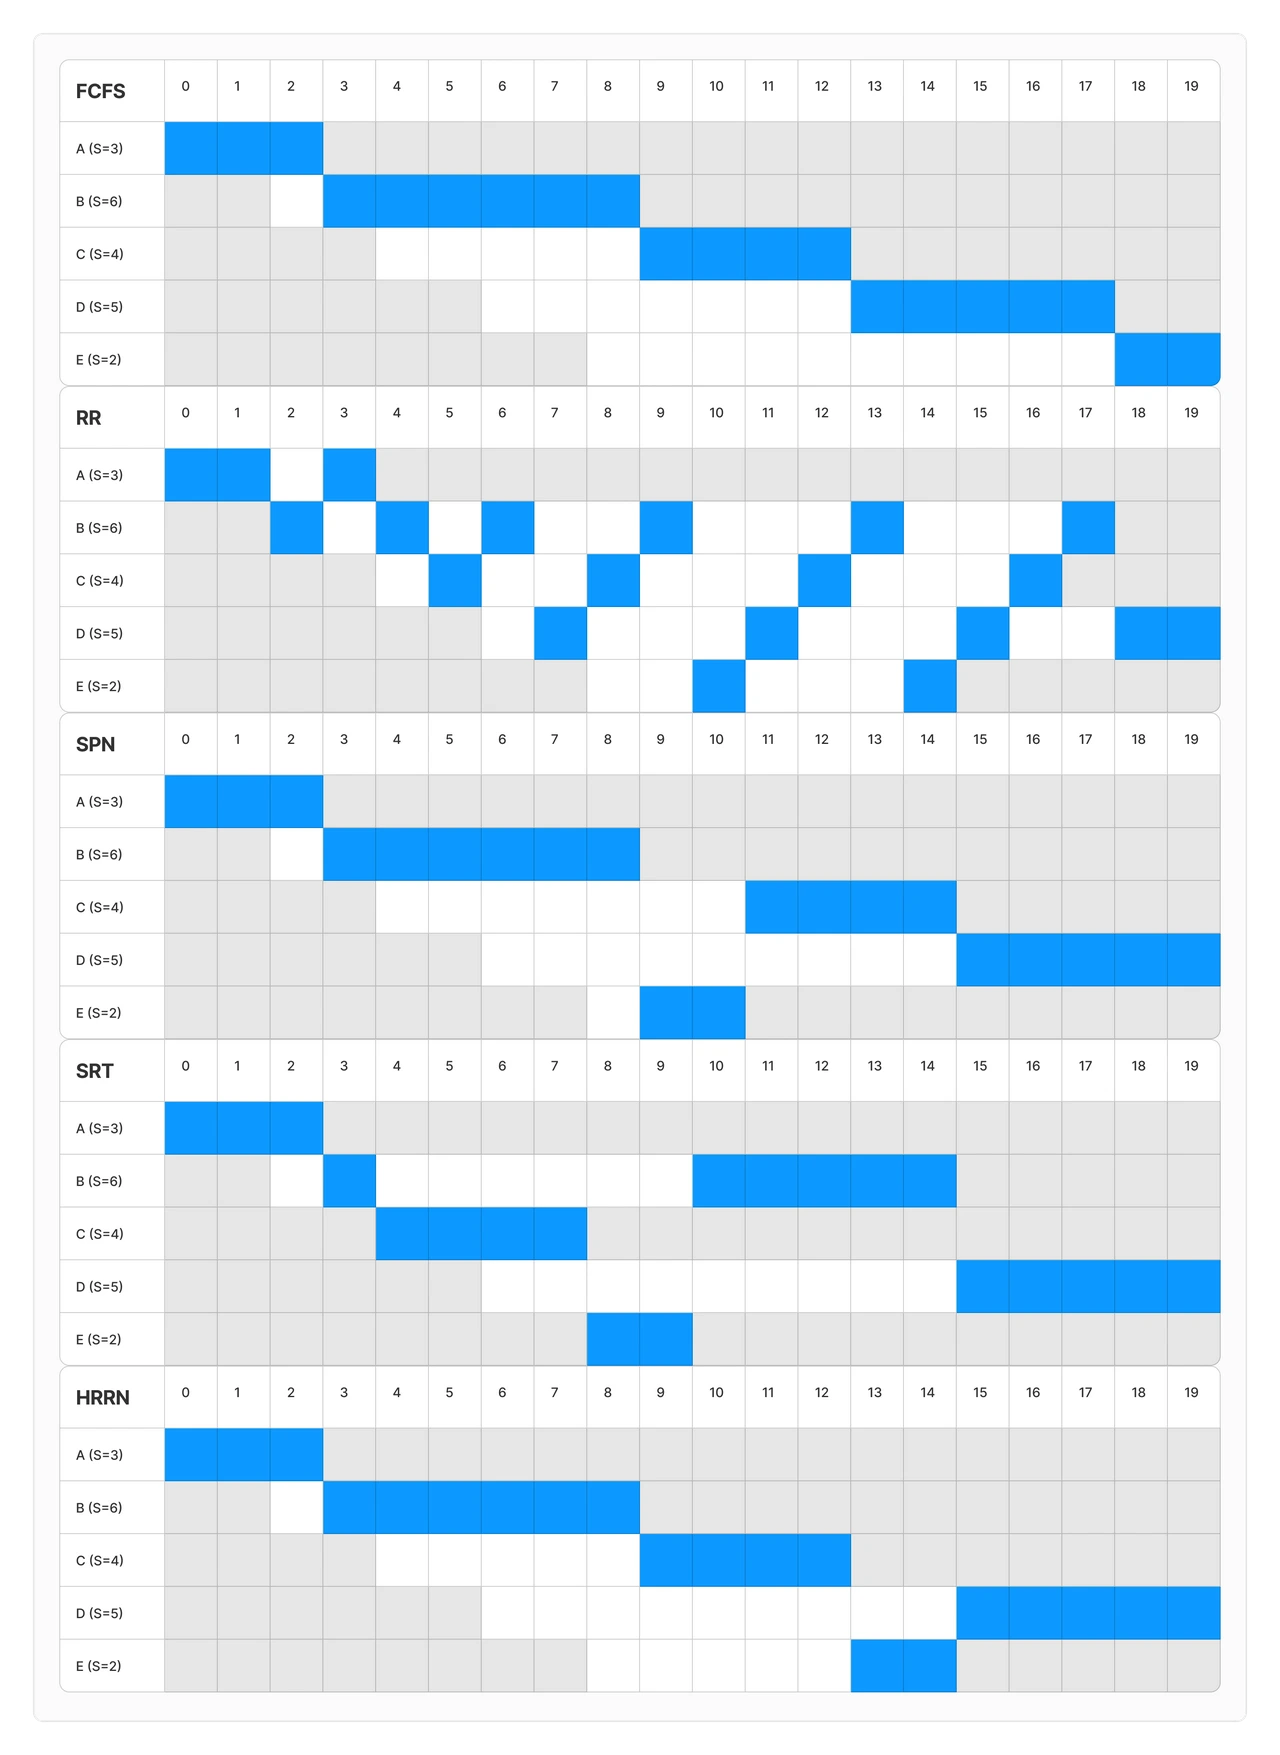 FCFS 0 1 2 3 4 5 6 7 8 9 10 11 12 13 14 15 16 17 18 19
A (S=3)
B (S=6)
C (S=4)
D (S=5)
E (S=2)
RR 0 1 2 3 4 5 6 7 8 9 10 11 12 13 14 15 16 17 18 19
A (S=3)
B (S=6)
C (S=4)
D (S=5)
E (S=2)
SPN 0 1 2 3 4 5 6 7 8 9 10 11 12 13 14 15 16 17 18 19
A (S=3)
B (S=6)
C (S=4)
D (S=5)
E (S=2)
SRT 0 1 2 3 4 5 6 7 8 9 10 11 12 13 14 15 16 17 18 19
A (S=3)
B (S=6)
C (S=4)
D (S=5)
E (S=2)
HRRN 0 1 2 3 4 5 6 7 8 9 10 11 12 13 14 15 16 17 18 19
A (S=3)
B (S=6)
C (S=4)
D (S=5)
E (S=2)